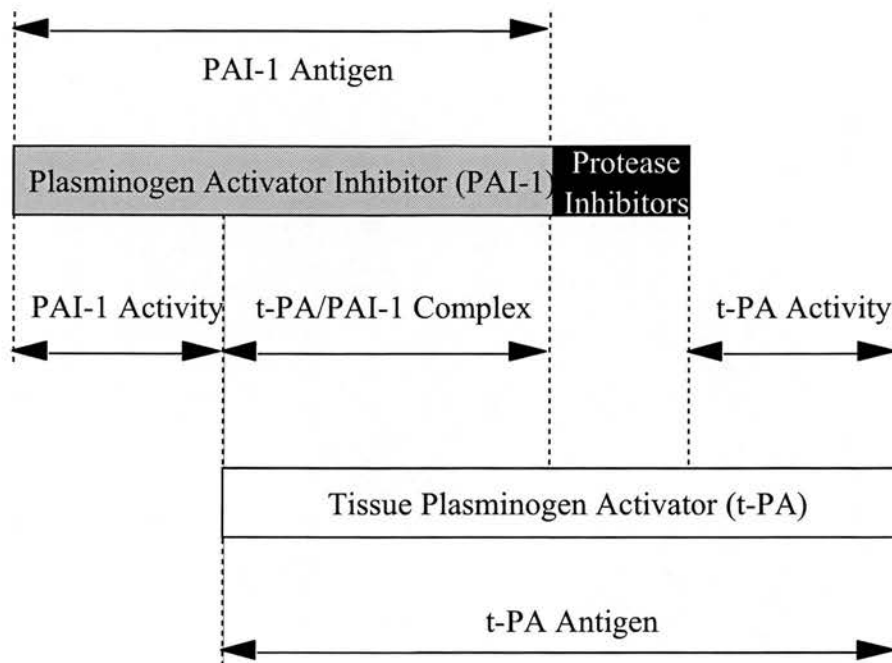 PAI-1 Antigen
Plasminogen Activator Inhibitor (PAI-1)
Protease
Inhibitors
PAI-1 Activity
t-PA/PAI-1 Complex
t-PA Activity
Tissue Plasminogen Activator (t-PA)
t-PA Antigen